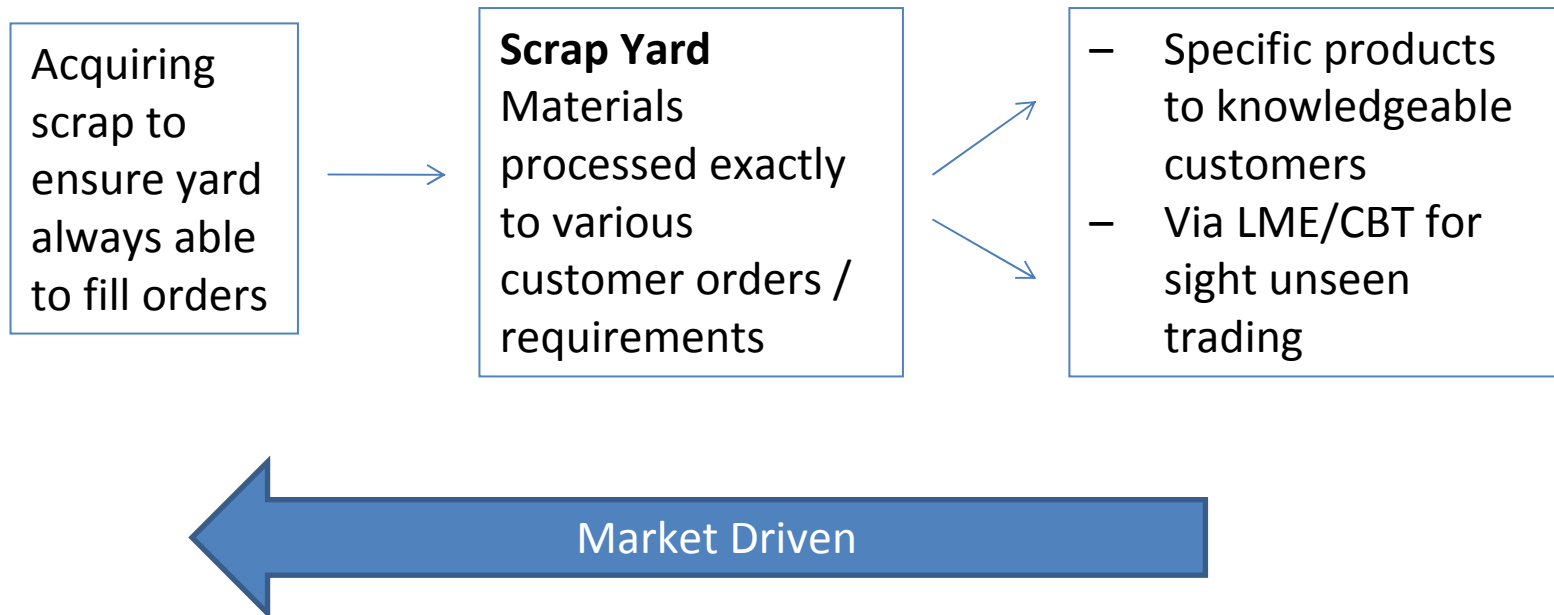 Acquiring
scrap to
ensure yard
always able
to fill orders
Scrap Yard
Materials
processed exactly
to various
customer orders /
requirements
– Specific products
to knowledgeable
customers
– Via LME/CBT for
sight unseen
trading
Market Driven